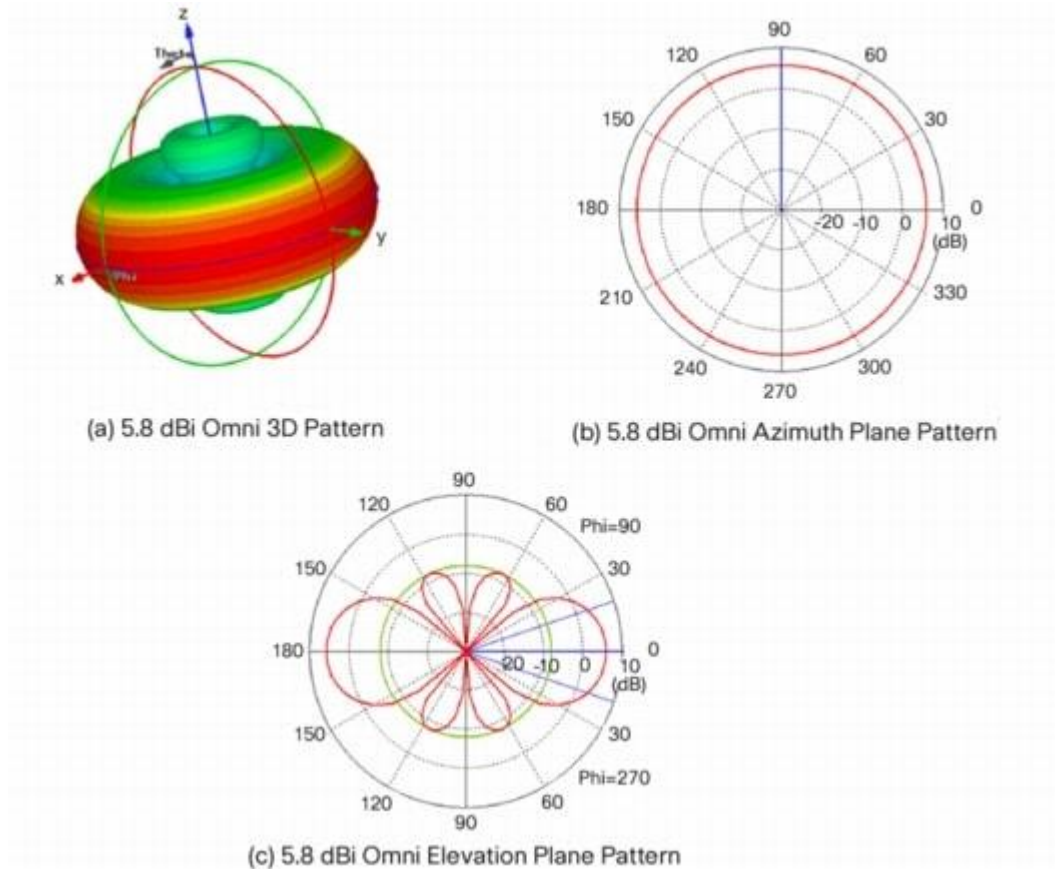 z
Theta
x
Phi
y
(a) 5.8 dBi Omni 3D Pattern
90
120
60
150
30
180
-20
-10
0
10
0
(dB)
210
330
240
300
270
(b) 5.8 dBi Omni Azimuth Plane Pattern
90
120
60
Phi=90
150
30
180
20
-10
0
10
0
(dB)
150
30
120
60
Phi=270
90
(c) 5.8 dBi Omni Elevation Plane Pattern